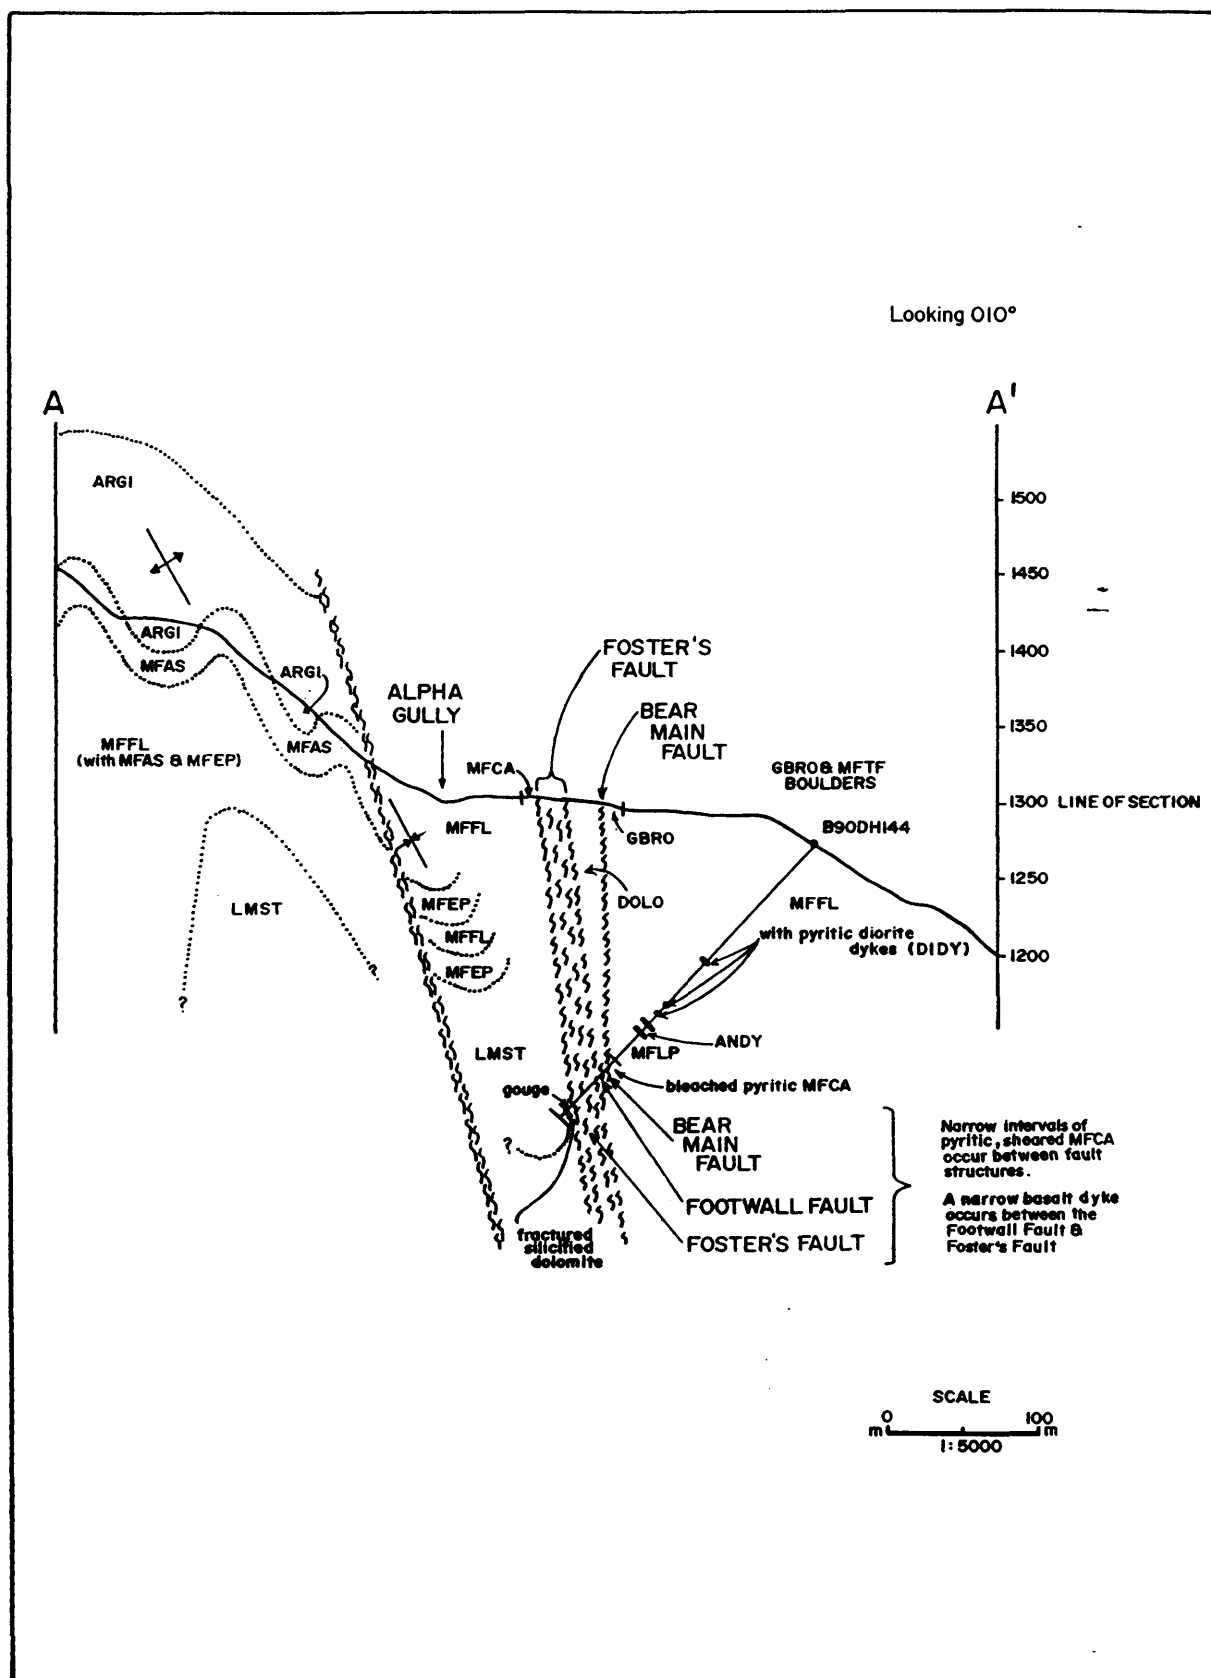 Looking 010°
A
A'
ARGI
1500
1450
ARGI
MFAS
ARGI
1400
FOSTER'S
FAULT
ALPHA
GULLY
BEAR
MAIN
FAULT
1350
MFFL
(with MFAS & MFEP)
MFAS
MFCA
GBRO & MFTF
BOULDERS
1300 LINE OF SECTION
MFFL
GBRO
B90DH144
1250
LMST
MFEP
DOLO
MFFL
MFFL
with pyritic diorite
dykes (DIDY)
1200
MFEP
?
?
ANDY
LMST
MFLP
gouge
bleached pyritic MFCA
BEAR
MAIN
FAULT
?
FOOTWALL FAULT
FOSTER'S FAULT
fractured
silicified
dolomite
Narrow intervals of
pyritic, sheared MFCA
occur between fault
structures.
A narrow basalt dyke
occurs between the
Footwall Fault &
Foster's Fault
SCALE
0 100
m m
1:5000